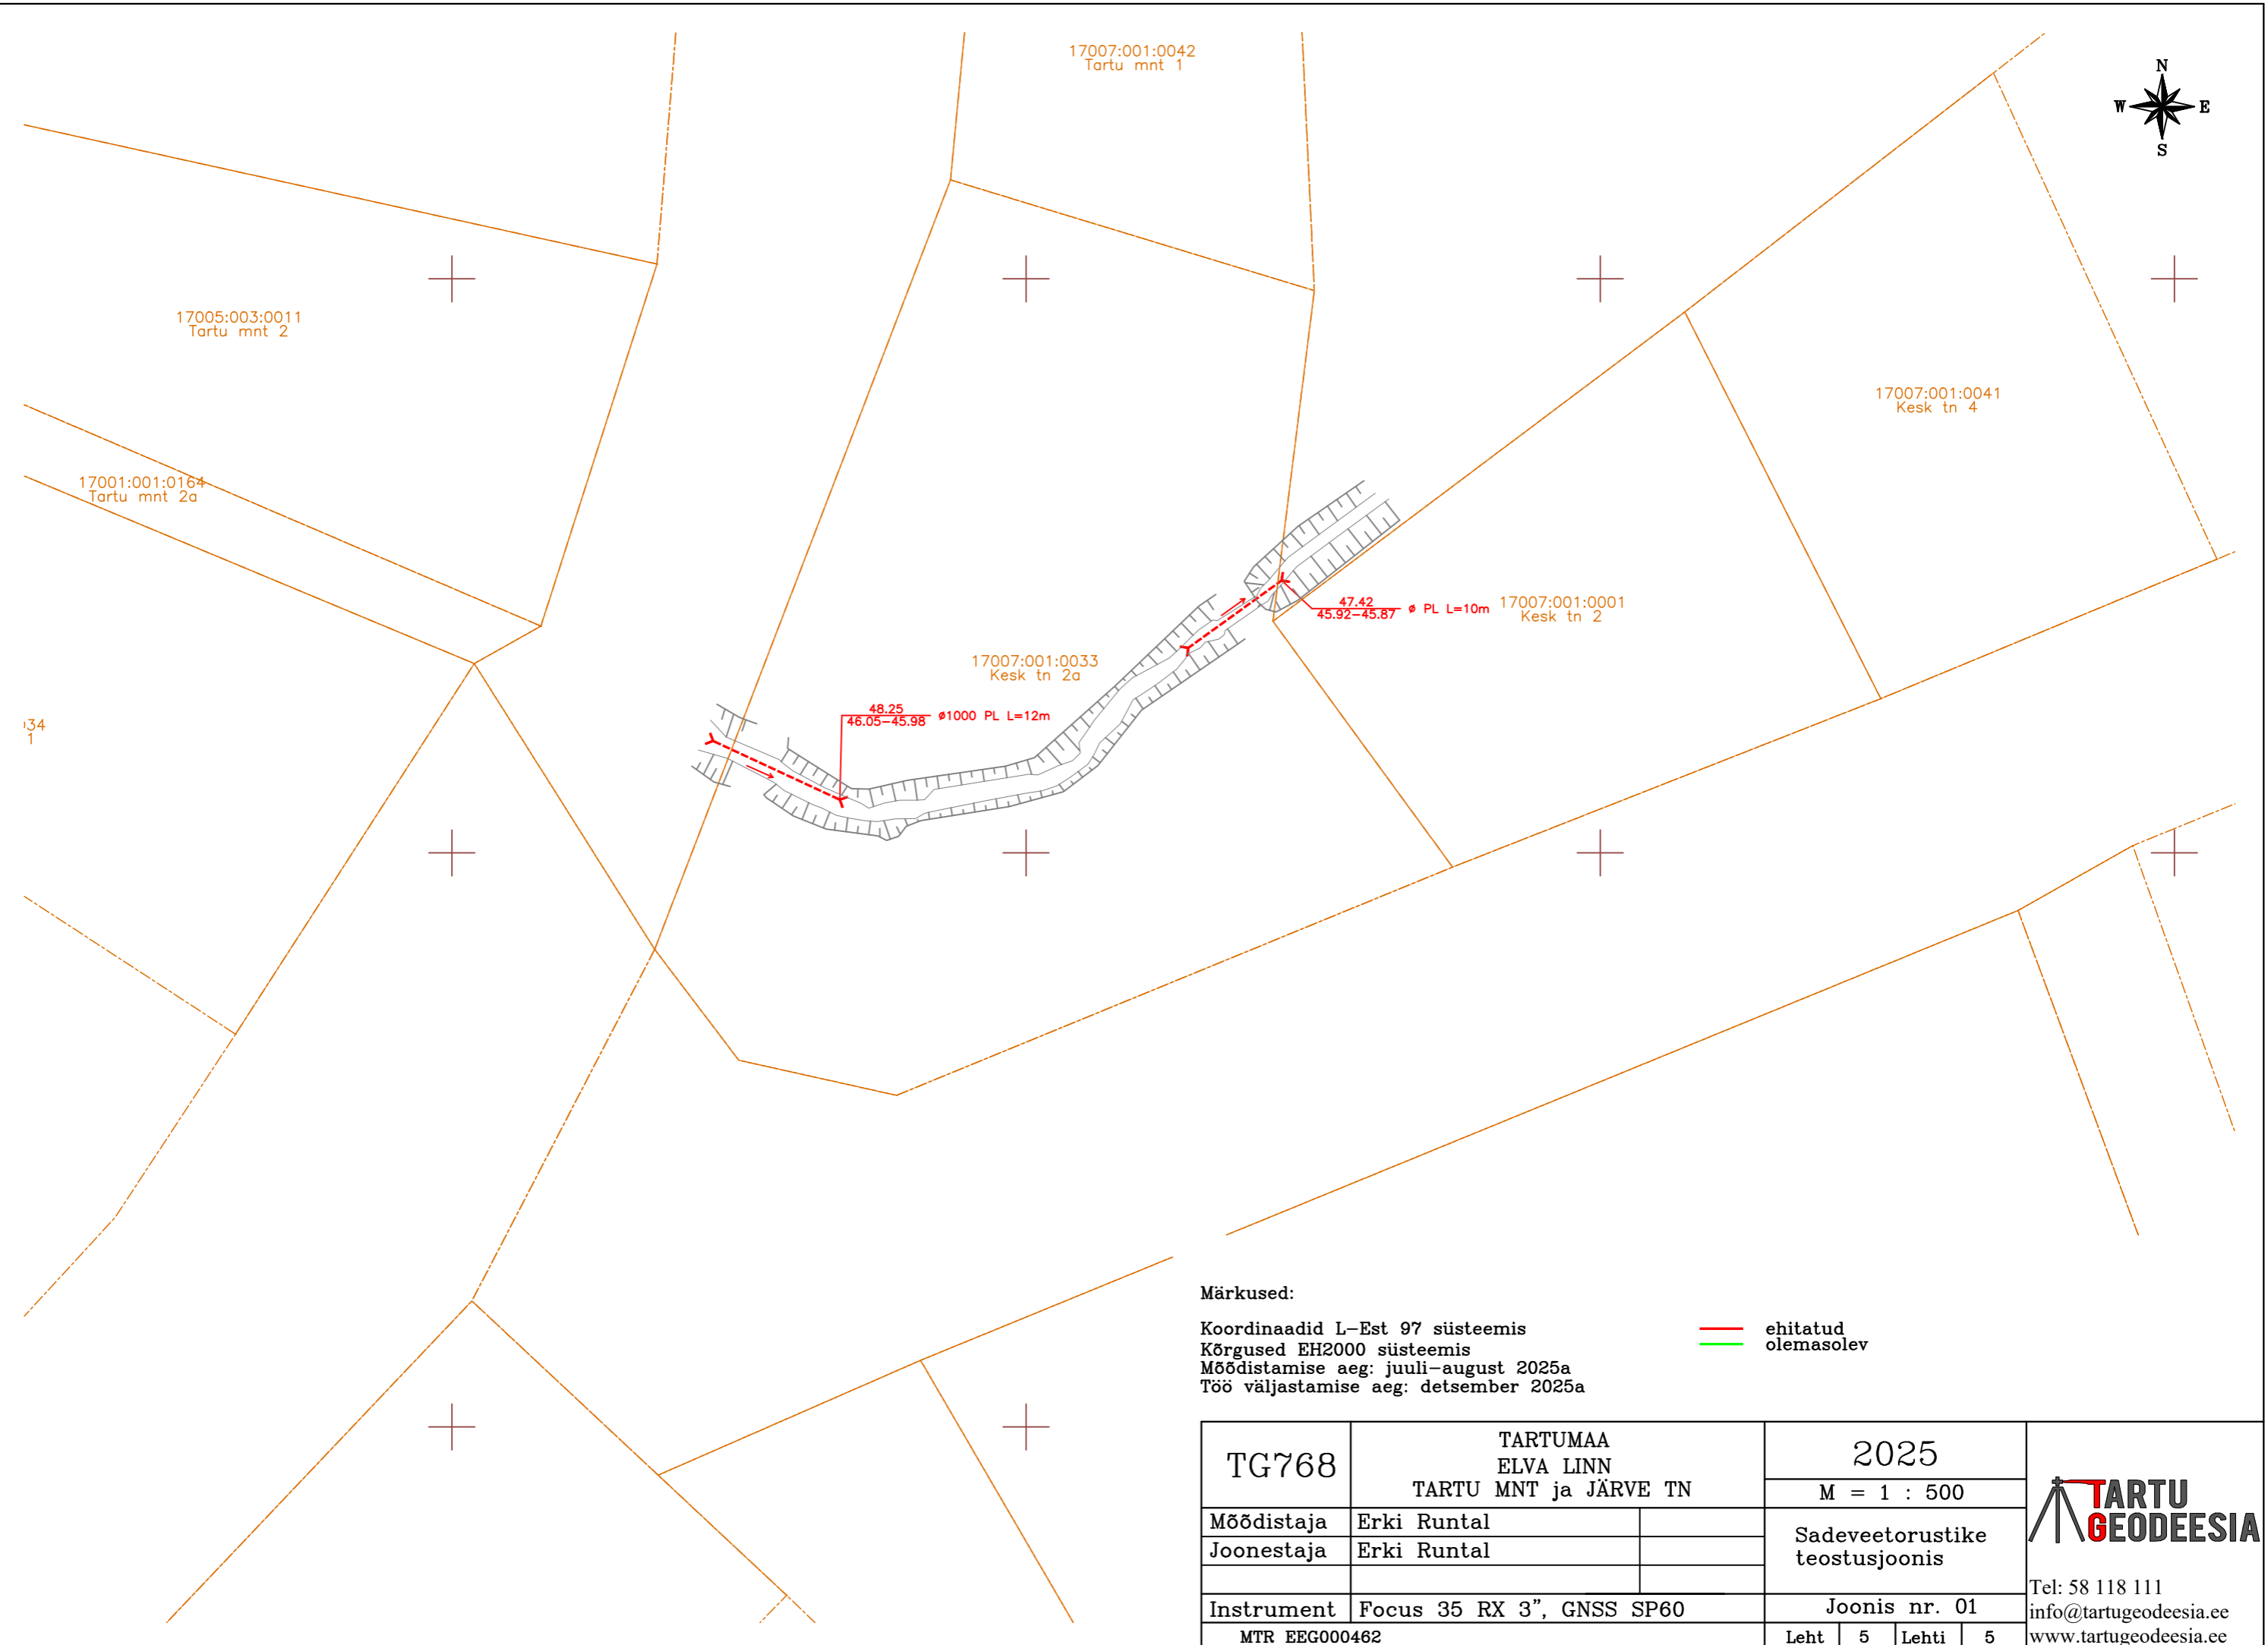 17007:001:0042
Tartu mnt 1
N
W E
S
17005:003:0011
Tartu mnt 2
17007:001:0041
Kesk tn 4
17001:001:0164
Tartu mnt 2a
47.42
45.92-45.87 ø PL L=10m
17007:001:0001
Kesk tn 2
17007:001:0033
Kesk tn 2a
48.25
46.05-45.98 ø1000 PL L=12m
34
1
Märkused:
Koordinaadid L-Est 97 süsteemis
Kõrgused EH2000 süsteemis
Mõõdistamise aeg: juuli-august 2025a
Töö väljastamise aeg: detsember 2025a
ehitatud
olemasolev
TG768
TARTUMAA
ELVA LINN
TARTU MNT ja JÄRVE TN
2025
M = 1 : 500
Mõõdistaja Erki Runtal
Joonestaja Erki Runtal
Sadeveetorustike
teostusjoonis
Instrument Focus 35 RX 3”, GNSS SP60
Joonis nr. 01
MTR EEG000462
Leht 5 Lehti 5
TARTU
GEODEESIA
Tel: 58 118 111
info@tartugeodeesia.ee
www.tartugeodeesia.ee